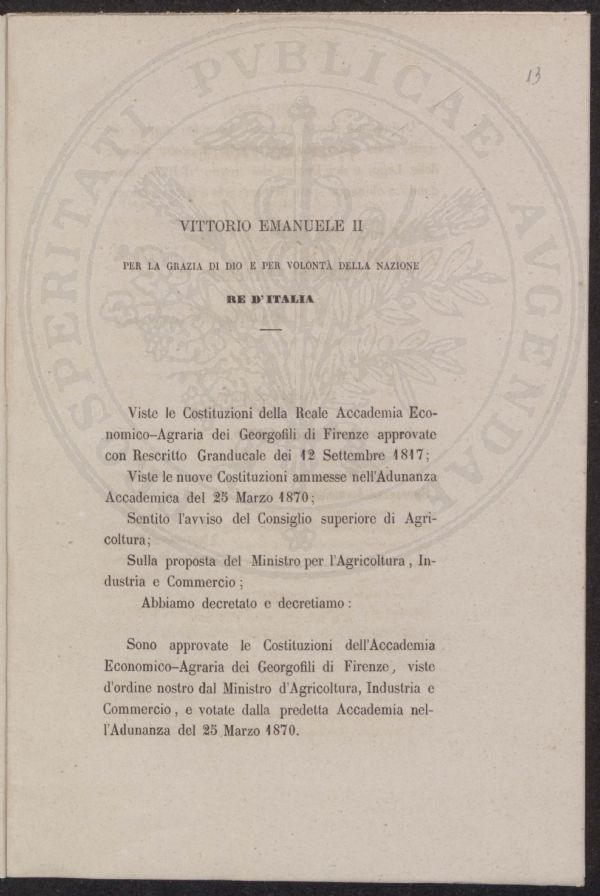 13
PROSPERITATI PVBLICAE AVGENDAE
VITTORIO EMANUELE II
PER LA GRAZIA DI DIO E PER VOLONTÀ DELLA NAZIONE
RE D'ITALIA
Viste le Costituzioni della Reale Accademia Eco-
nomico-Agraria dei Georgofili di Firenze approvate
con Rescritto Granducale dei 12 Settembre 1817;
Viste le nuove Costituzioni ammesse nell'Adunanza
Accademica del 25 Marzo 1870;
Sentito l'avviso del Consiglio superiore di Agri-
coltura;
Sulla proposta del Ministro per l'Agricoltura, In-
dustria e Commercio;
Abbiamo decretato e decretiamo:
Sono approvate le Costituzioni dell'Accademia
Economico-Agraria dei Georgofili di Firenze, viste
d'ordine nostro dal Ministro d'Agricoltura, Industria e
Commercio, e votate dalla predetta Accademia nel-
l'Adunanza del 25 Marzo 1870.